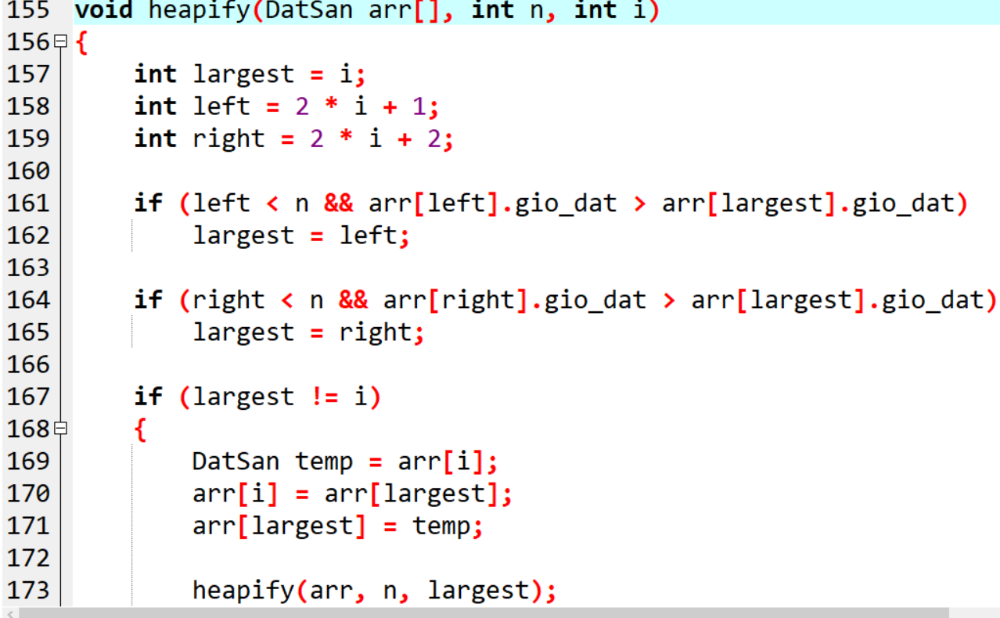 155 void heapify(DatSan arr[], int n, int i)
156 {
157 int largest = i;
158 int left = 2 * i + 1;
159 int right = 2 * i + 2;
160
161 if (left < n && arr[left].gio_dat > arr[largest].gio_dat)
162 largest = left;
163
164 if (right < n && arr[right].gio_dat > arr[largest].gio_dat)
165 largest = right;
166
167 if (largest != i)
168 {
169 DatSan temp = arr[i];
170 arr[i] = arr[largest];
171 arr[largest] = temp;
172
173 heapify(arr, n, largest);